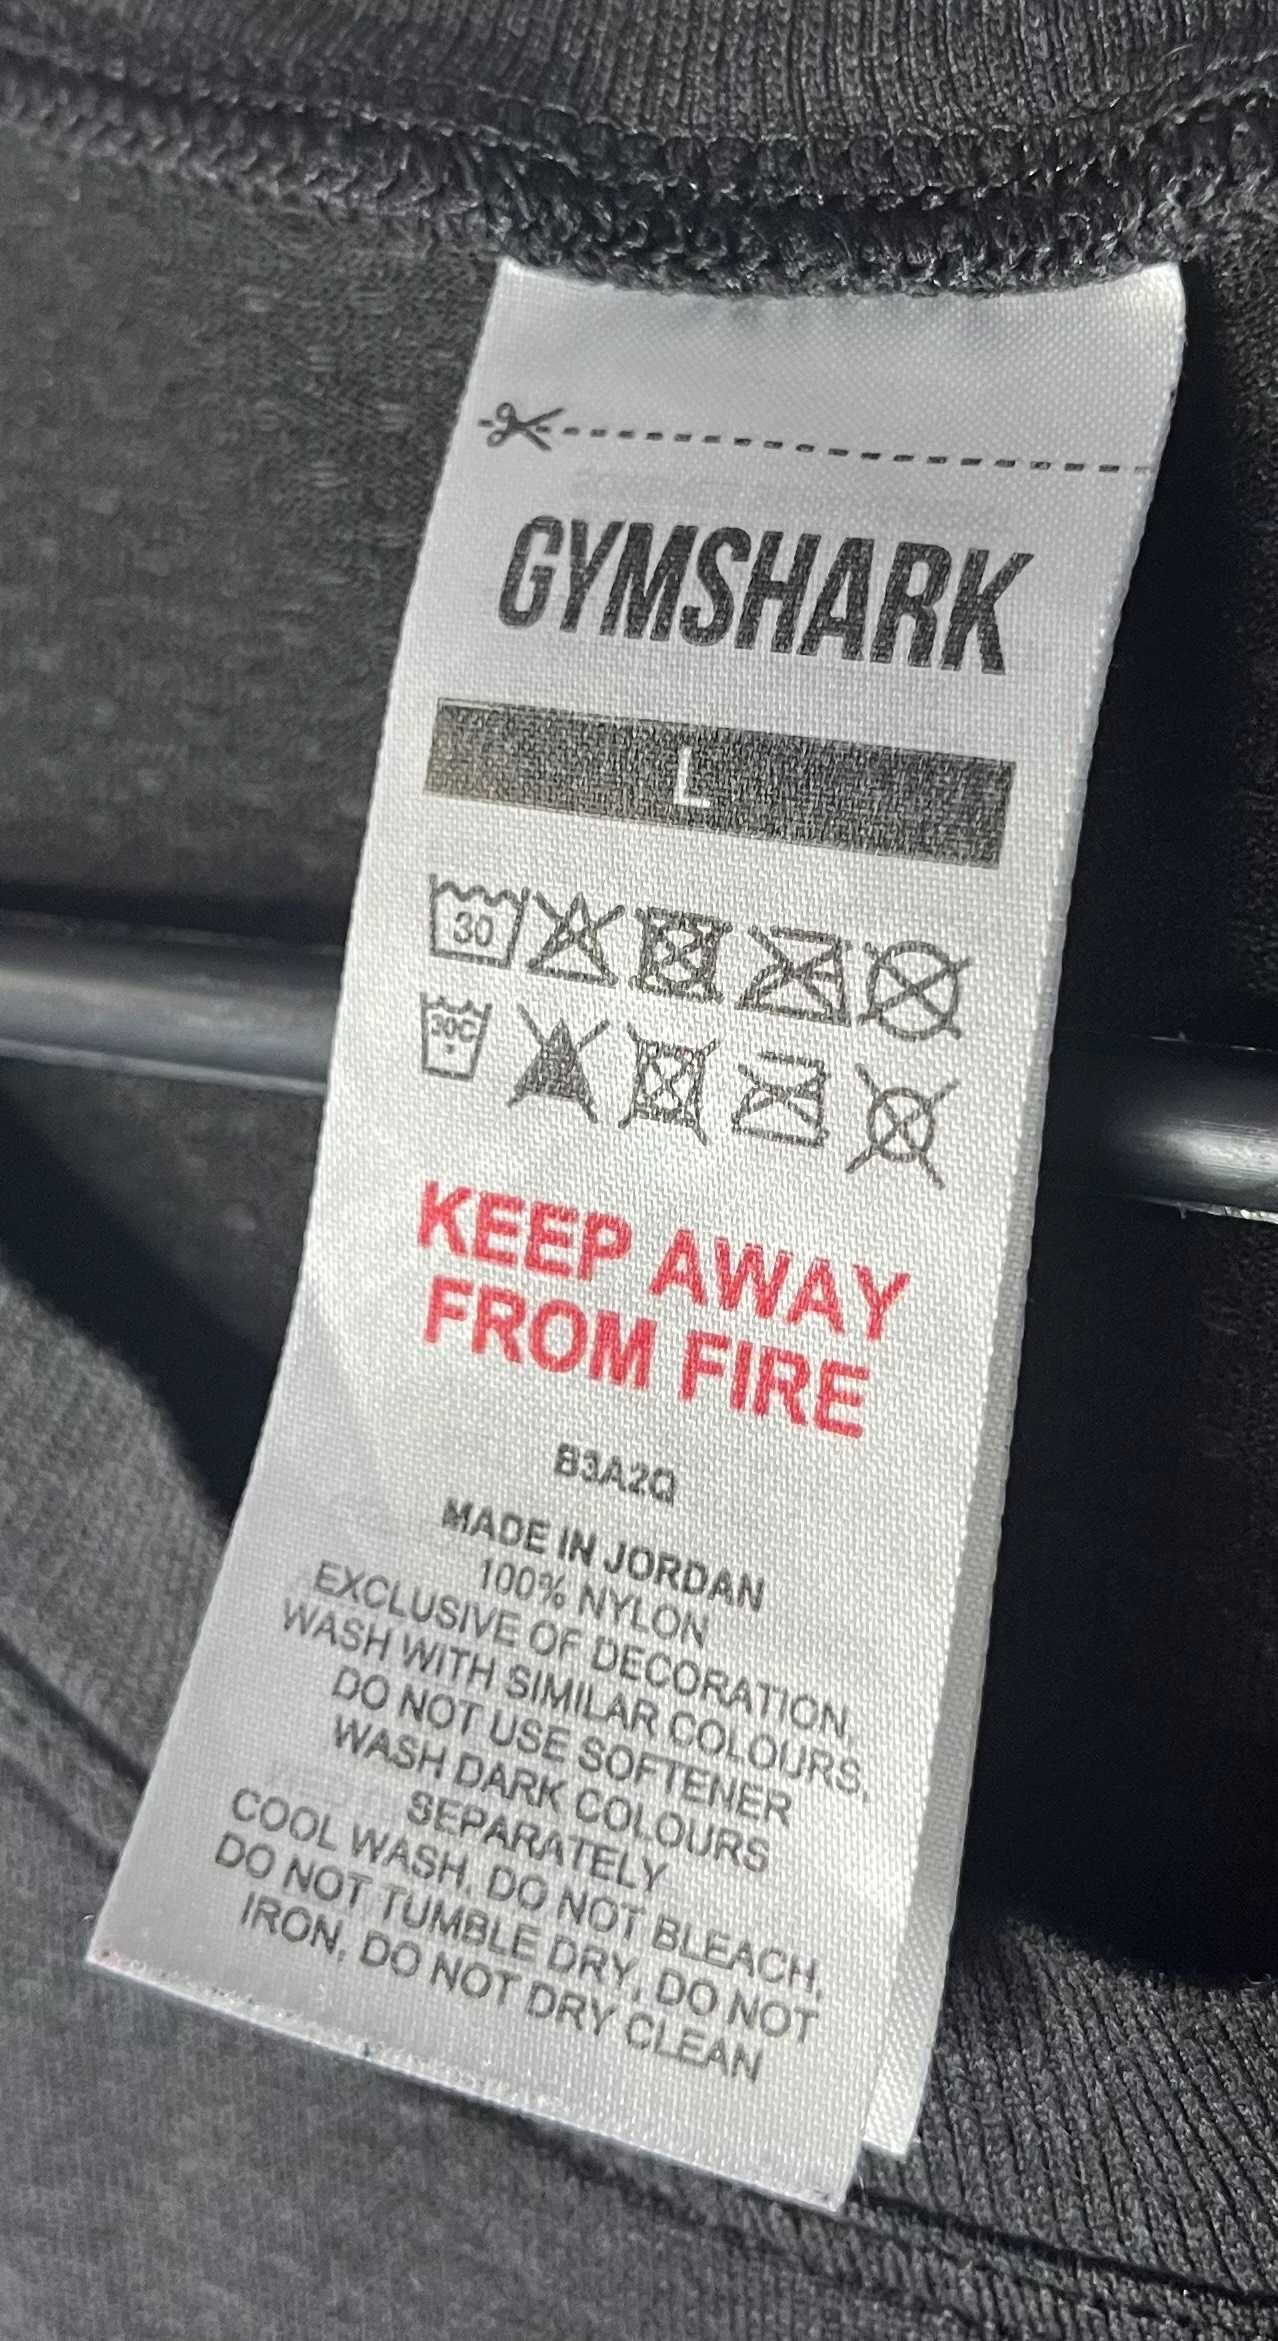 GYMSHARK
L
30
30C
KEEP AWAY
FROM FIRE
B3A2Q
MADE IN JORDAN
100% NYLON
EXCLUSIVE OF DECORATION,
WASH WITH SIMILAR COLOURS,
DO NOT USE SOFTENER
WASH DARK COLOURS
SEPARATELY
COOL WASH, DO NOT BLEACH,
DO NOT TUMBLE DRY, DO NOT
IRON, DO NOT DRY CLEAN